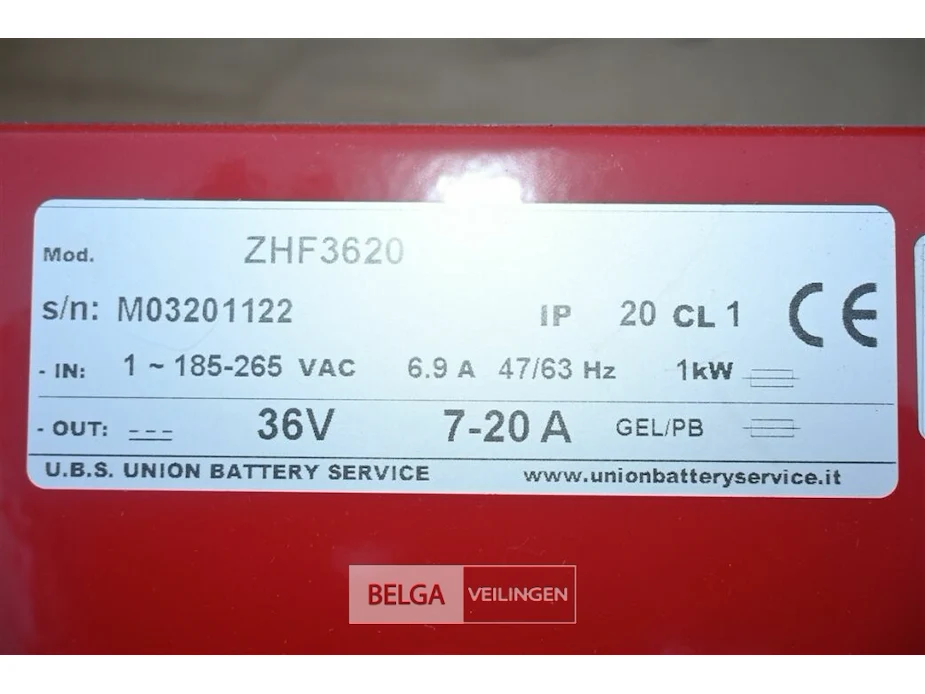 Mod. ZHF3620
s/n: M03201122 IP 20 CL 1 CE
- IN: 1 ~ 185-265 VAC 6.9 A 47/63 Hz 1kW
- OUT: 36V 7-20 A GEL/PB
U.B.S. UNION BATTERY SERVICE www.unionbatteryservice.it
BELGA VEILINGEN